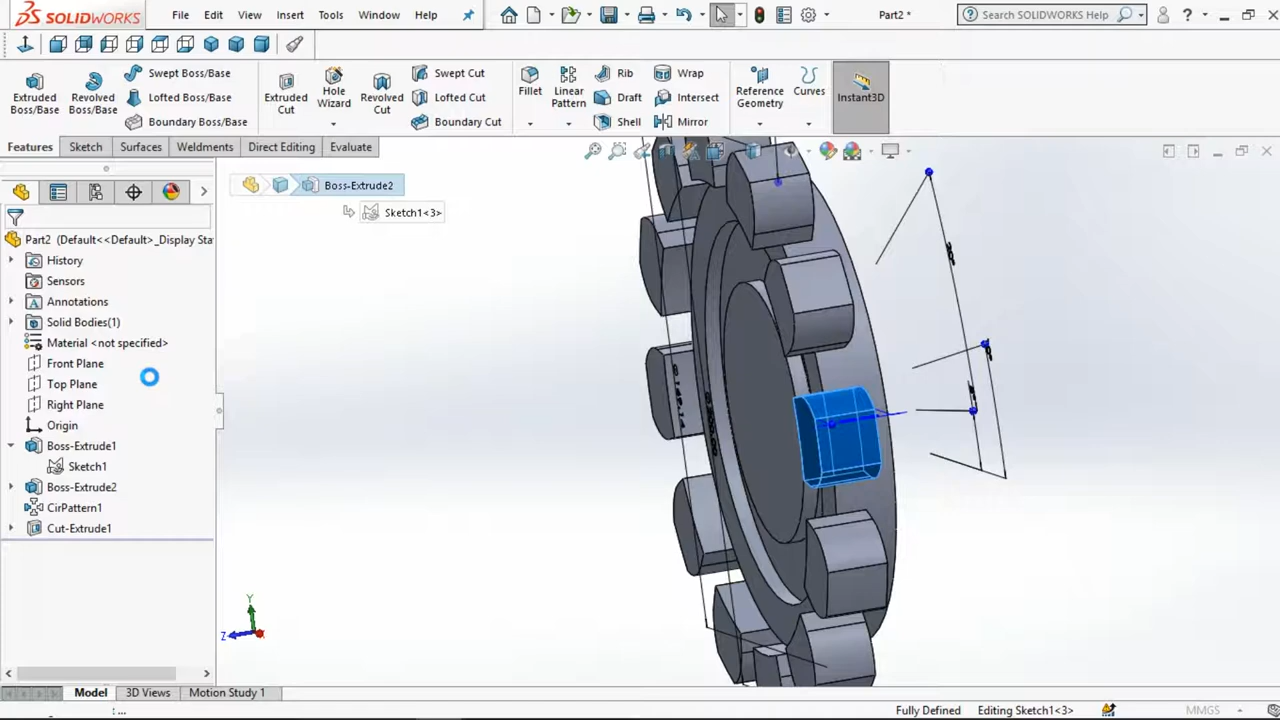 SOLIDWORKS File Edit View Insert Tools Window Help Part2 * Search SOLIDWORKS Help ?
Extruded Boss/Base
Revolved Boss/Base
Swept Boss/Base
Lofted Boss/Base
Boundary Boss/Base
Extruded Cut
Hole Wizard
Revolved Cut
Swept Cut
Lofted Cut
Boundary Cut
Fillet
Linear Pattern
Rib
Draft
Shell
Wrap
Intersect
Mirror
Reference Geometry
Curves
Instant3D
Features Sketch Surfaces Weldments Direct Editing Evaluate
Boss-Extrude2
Sketch1<3>
Part2 (Default<<Default>_Display Sta
History
Sensors
Annotations
Solid Bodies(1)
Material <not specified>
Front Plane
Top Plane
Right Plane
Origin
Boss-Extrude1
Sketch1
Boss-Extrude2
CirPattern1
Cut-Extrude1
Y
Z
Model 3D Views Motion Study 1
: ... Fully Defined Editing Sketch1<3> MMGS